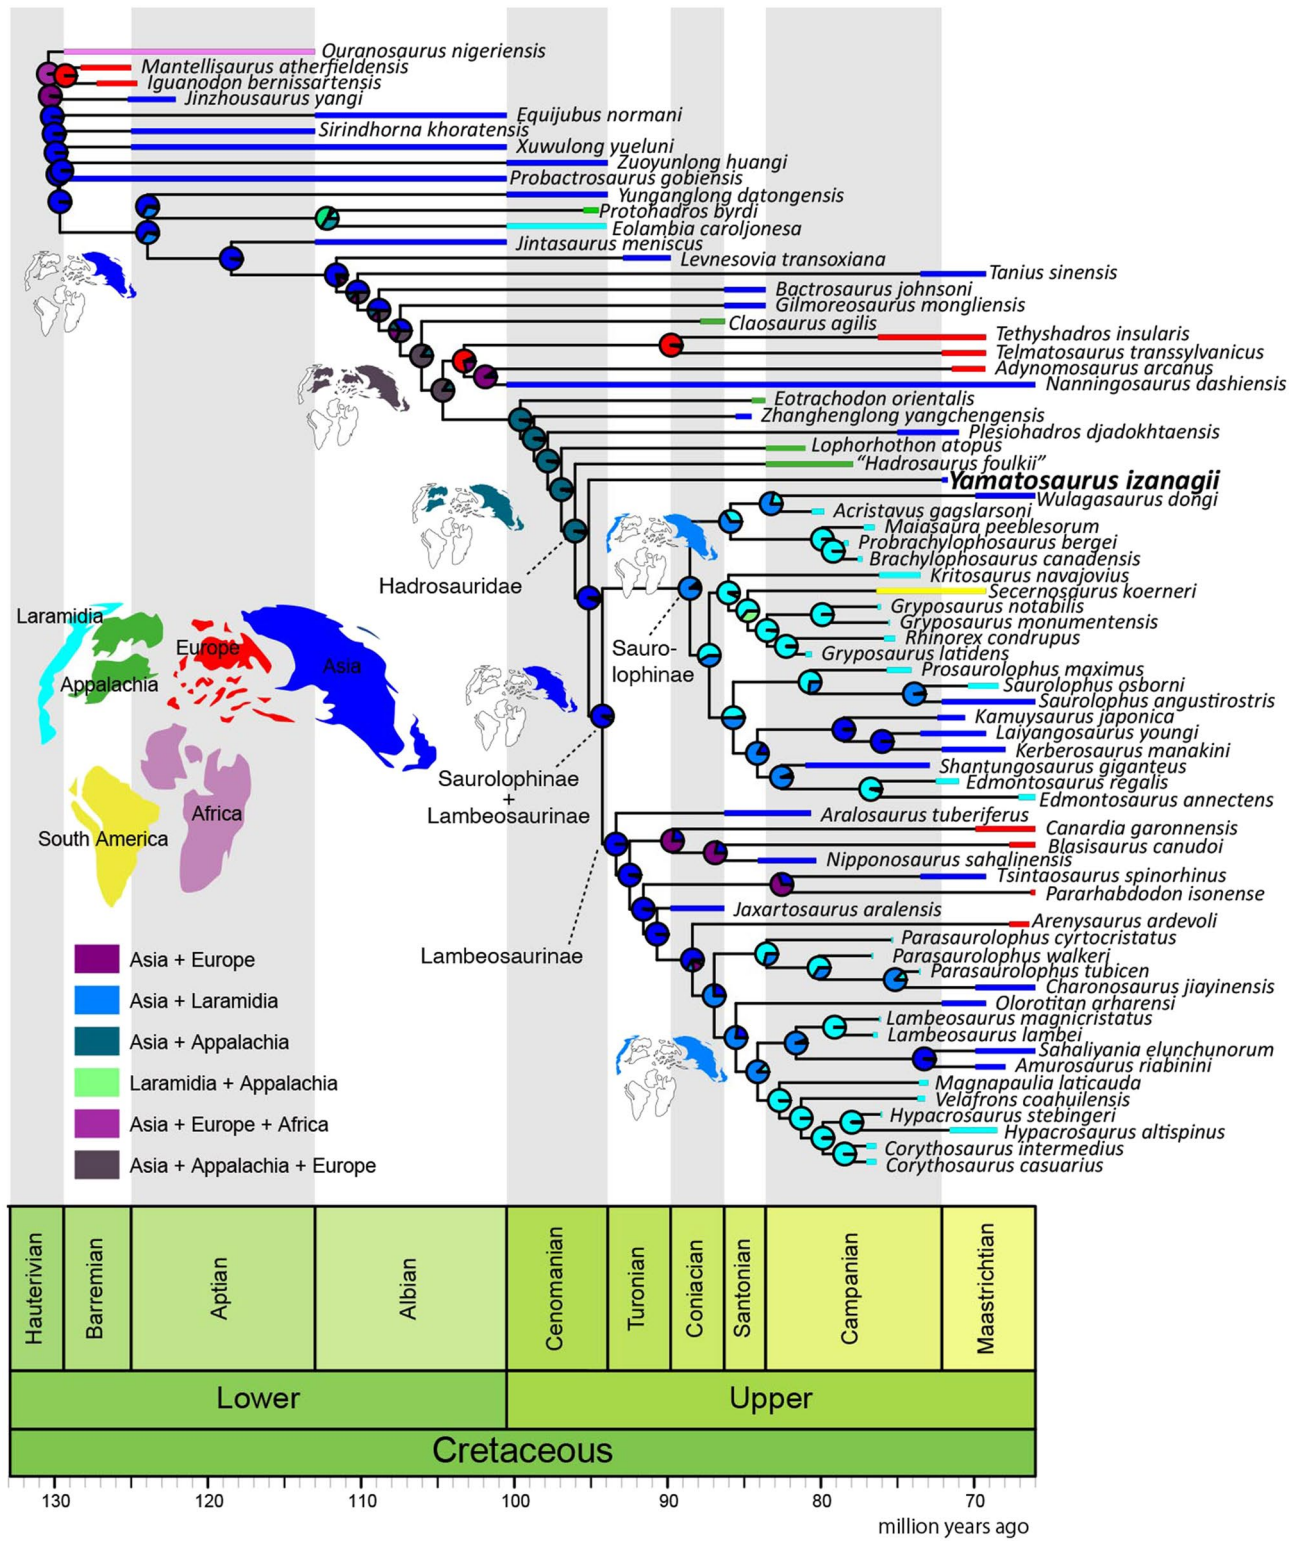 Ouranosaurus nigeriensis
Mantellisaurus atherfieldensis
Iguanodon bernissartensis
Jinzhousaurus yangi
Equijubus normani
Sirindhorna khoratensis
Xuwulong yueluni
Zuoyunlong huangi
Probactrosaurus gobiensis
Yunganglong datongensis
Protohadros byrdi
Eolambia caroljonesa
Jintasaurus meniscus
Levnesovia transoxiana
Tanius sinensis
Bactrosaurus johnsoni
Gilmoreosaurus mongliensis
Claosaurus agilis
Tethyshadros insularis
Telmatosaurus transsylvanicus
Adynomosaurus arcanus
Nanningosaurus dashiensis
Eotrachodon orientalis
Zhanghenglong yangchengensis
Plesiohadros djadokhtaensis
Lophorhothon atopus
“Hadrosaurus foulkii”
Yamatosaurus izanagii
Wulagasaurus dongi
Acristavus gagslarsoni
Maiasaura peeblesorum
Probrachylophosaurus bergei
Brachylophosaurus canadensis
Kritosaurus navajovius
Secernosaurus koerneri
Gryposaurus notabilis
Gryposaurus monumentensis
Rhinorex condrupus
Gryposaurus latidens
Prosaurolophus maximus
Saurolophus osborni
Saurolophus angustirostris
Kamuysaurus japonica
Laiyangosaurus youngi
Kerberosaurus manakini
Shantungosaurus giganteus
Edmontosaurus regalis
Edmontosaurus annectens
Aralosaurus tuberiferus
Canardia garonnensis
Blasisaurus canudoi
Nipponosaurus sahalinensis
Tsintaosaurus spinorhinus
Pararhabdodon isonense
Jaxartosaurus aralensis
Arenysaurus ardevoli
Parasaurolophus cyrtocristatus
Parasaurolophus walkeri
Parasaurolophus tubicen
Charonosaurus jiayinensis
Olorotitan arharensi
Lambeosaurus magnicristatus
Lambeosaurus lambei
Sahaliyania elunchunorum
Amurosaurus riabinini
Magnapaulia laticauda
Velafrons coahuilensis
Hypacrosaurus stebingeri
Hypacrosaurus altispinus
Corythosaurus intermedius
Corythosaurus casuarius
Hadrosauridae
Sauro-
lophinae
Saurolophinae
+
Lambeosaurinae
Lambeosaurinae
Laramidia
Appalachia
Europe
Asia
South America
Africa
Asia + Europe
Asia + Laramidia
Asia + Appalachia
Laramidia + Appalachia
Asia + Europe + Africa
Asia + Appalachia + Europe
Hauterivian
Barremian
Aptian
Albian
Cenomanian
Turonian
Coniacian
Santonian
Campanian
Maastrichtian
Lower
Upper
Cretaceous
130 120 110 100 90 80 70
million years ago